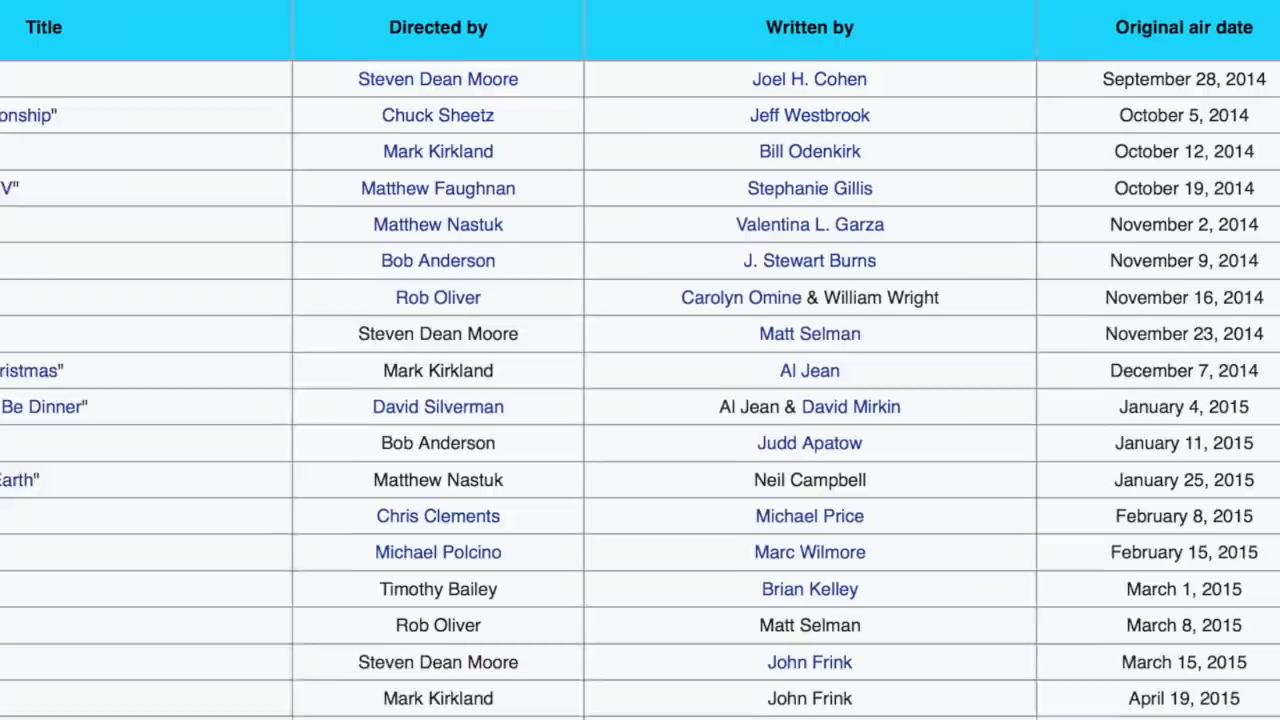 Title Directed by Written by Original air date
Steven Dean Moore Joel H. Cohen September 28, 2014
onship" Chuck Sheetz Jeff Westbrook October 5, 2014
Mark Kirkland Bill Odenkirk October 12, 2014
V" Matthew Faughnan Stephanie Gillis October 19, 2014
Matthew Nastuk Valentina L. Garza November 2, 2014
Bob Anderson J. Stewart Burns November 9, 2014
Rob Oliver Carolyn Omine & William Wright November 16, 2014
Steven Dean Moore Matt Selman November 23, 2014
ristmas" Mark Kirkland Al Jean December 7, 2014
Be Dinner" David Silverman Al Jean & David Mirkin January 4, 2015
Bob Anderson Judd Apatow January 11, 2015
Earth" Matthew Nastuk Neil Campbell January 25, 2015
Chris Clements Michael Price February 8, 2015
Michael Polcino Marc Wilmore February 15, 2015
Timothy Bailey Brian Kelley March 1, 2015
Rob Oliver Matt Selman March 8, 2015
Steven Dean Moore John Frink March 15, 2015
Mark Kirkland John Frink April 19, 2015